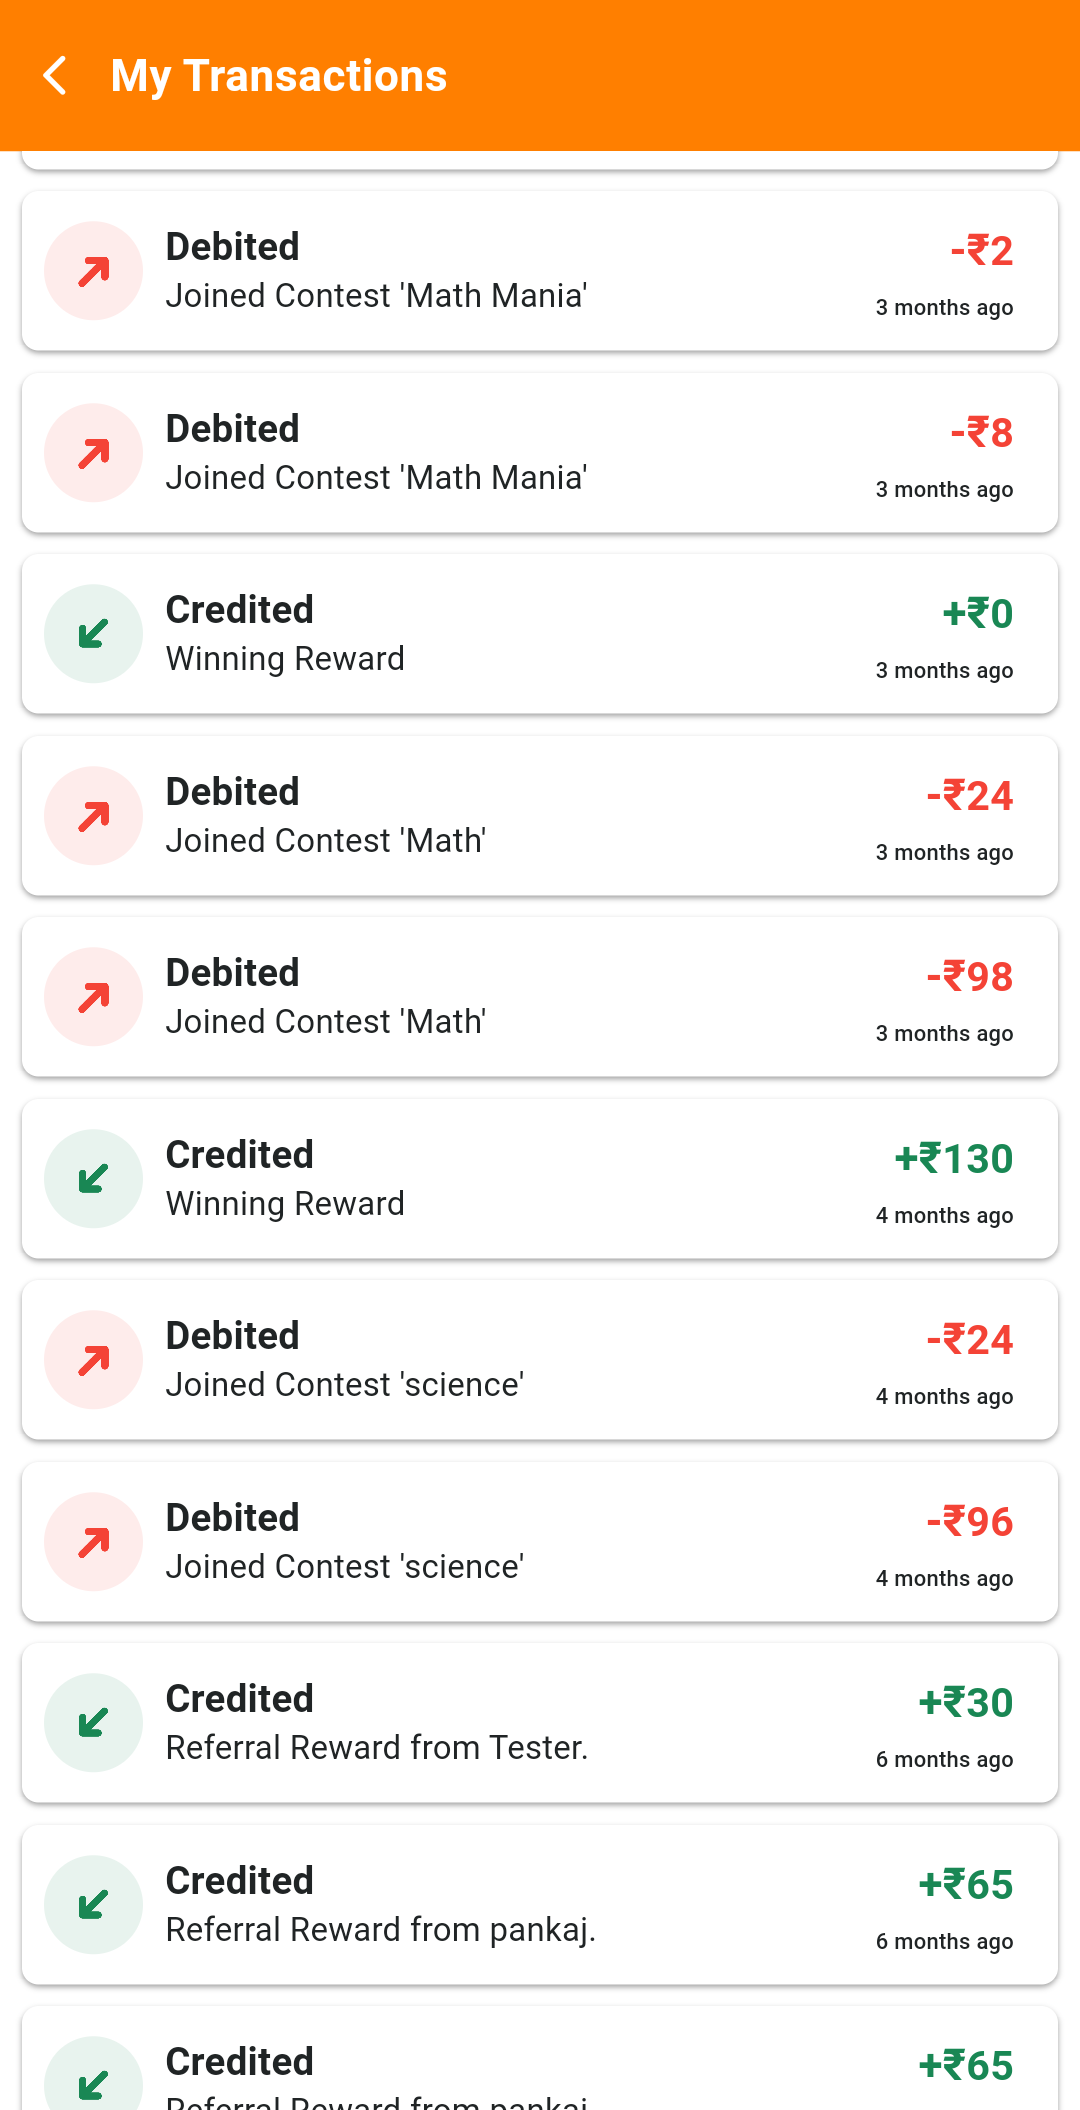 My Transactions
Debited
-₹2
Joined Contest 'Math Mania'
3 months ago
Debited
-₹8
Joined Contest 'Math Mania'
3 months ago
Credited
+₹0
Winning Reward
3 months ago
Debited
-₹24
Joined Contest 'Math'
3 months ago
Debited
-₹98
Joined Contest 'Math'
3 months ago
Credited
+₹130
Winning Reward
4 months ago
Debited
-₹24
Joined Contest 'science'
4 months ago
Debited
-₹96
Joined Contest 'science'
4 months ago
Credited
+₹30
Referral Reward from Tester.
6 months ago
Credited
+₹65
Referral Reward from pankaj.
6 months ago
Credited
+₹65
Referral Reward from pankaj